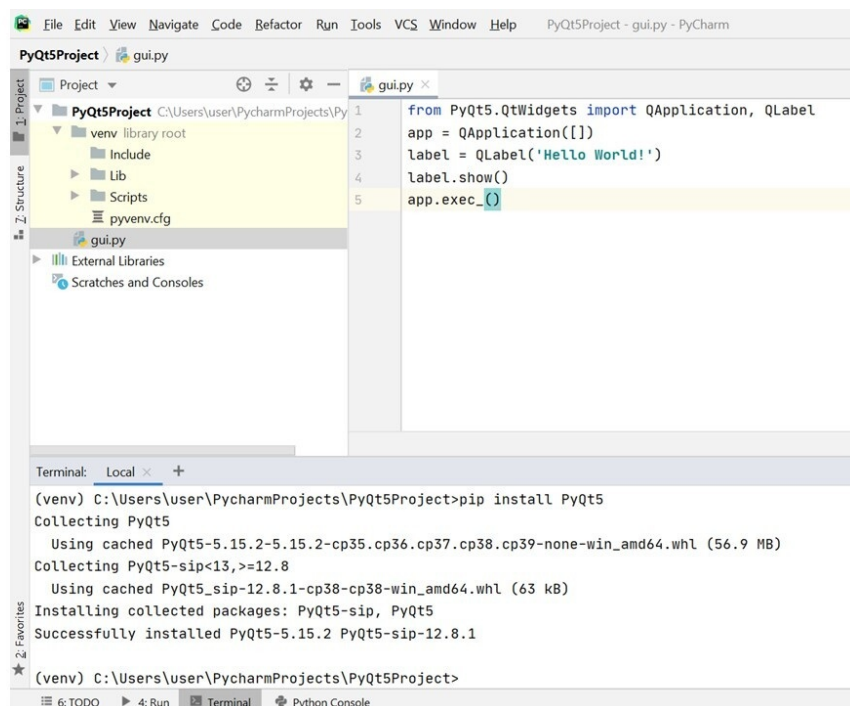 File Edit View Navigate Code Refactor Run Tools VCS Window Help PyQt5Project - gui.py - PyCharm
PyQt5Project gui.py
Project
gui.py
1: Project
Z: Structure
2: Favorites
PyQt5Project C:\Users\user\PycharmProjects\Py
venv library root
Include
Lib
Scripts
pyvenv.cfg
gui.py
External Libraries
Scratches and Consoles
1 from PyQt5.QtWidgets import QApplication, QLabel
2 app = QApplication([])
3 label = QLabel('Hello World!')
4 label.show()
5 app.exec_()
Terminal: Local +
(venv) C:\Users\user\PycharmProjects\PyQt5Project>pip install PyQt5
Collecting PyQt5
Using cached PyQt5-5.15.2-5.15.2-cp35.cp36.cp37.cp38.cp39-none-win_amd64.whl (56.9 MB)
Collecting PyQt5-sip<13,>=12.8
Using cached PyQt5_sip-12.8.1-cp38-cp38-win_amd64.whl (63 kB)
Installing collected packages: PyQt5-sip, PyQt5
Successfully installed PyQt5-5.15.2 PyQt5-sip-12.8.1
(venv) C:\Users\user\PycharmProjects\PyQt5Project>
6: TODO 4: Run Terminal Python Console